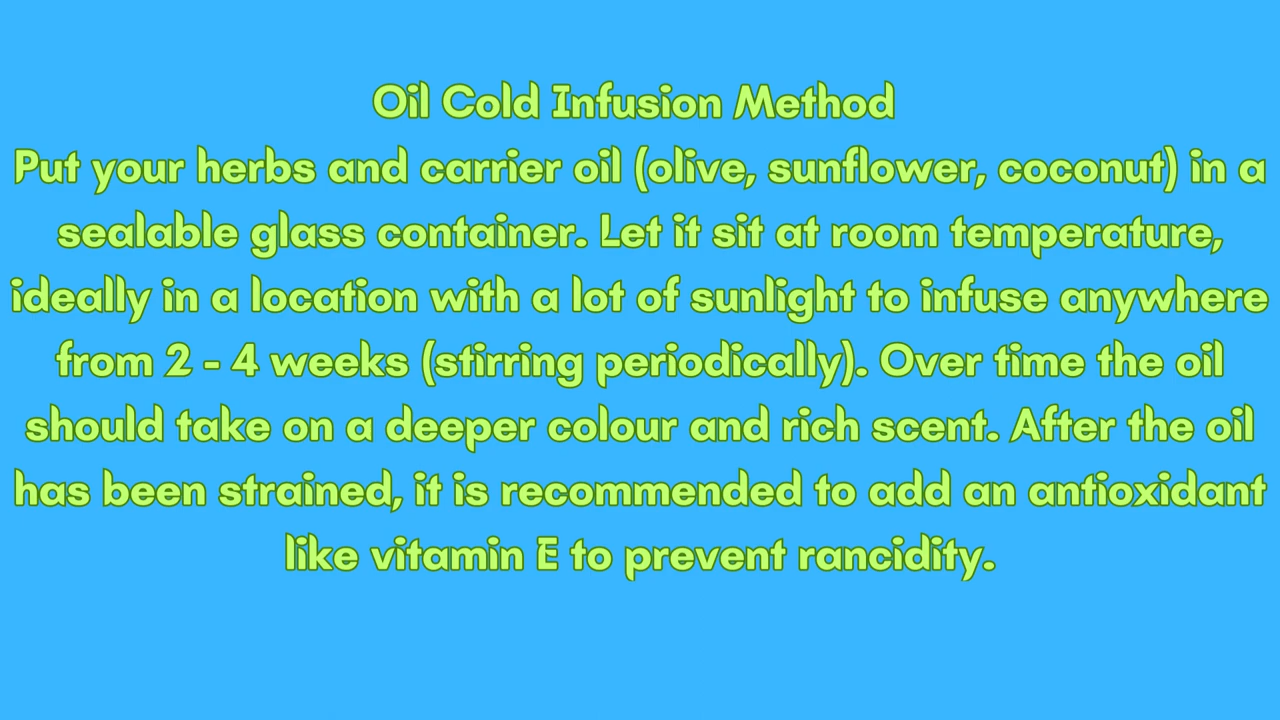 Oil Cold Infusion Method
Put your herbs and carrier oil (olive, sunflower, coconut) in a
sealable glass container. Let it sit at room temperature,
ideally in a location with a lot of sunlight to infuse anywhere
from 2 - 4 weeks (stirring periodically). Over time the oil
should take on a deeper colour and rich scent. After the oil
has been strained, it is recommended to add an antioxidant
like vitamin E to prevent rancidity.